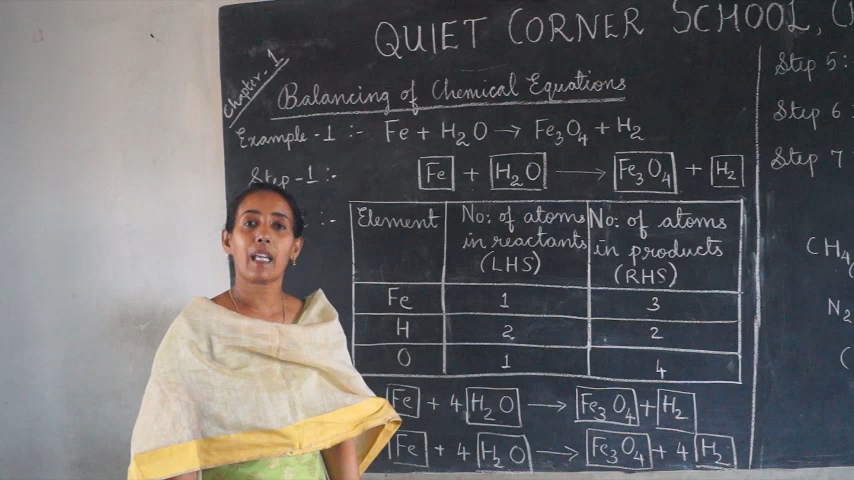 QUIET CORNER SCHOOL,
Chapter-1
Balancing of Chemical Equations
Example-1 :- Fe + H₂O → Fe₃O₄ + H₂
Step-1 :- Fe + H₂O → Fe₃O₄ + H₂
:-
Element No: of atoms in reactants (LHS) No: of atoms in products (RHS)
Fe 1 3
H 2 2
O 1 4
Fe + 4 H₂O → Fe₃O₄ + H₂
Fe + 4 H₂O → Fe₃O₄ + 4 H₂
Step 5:
Step 6
Step 7
CH₄
N₂
(